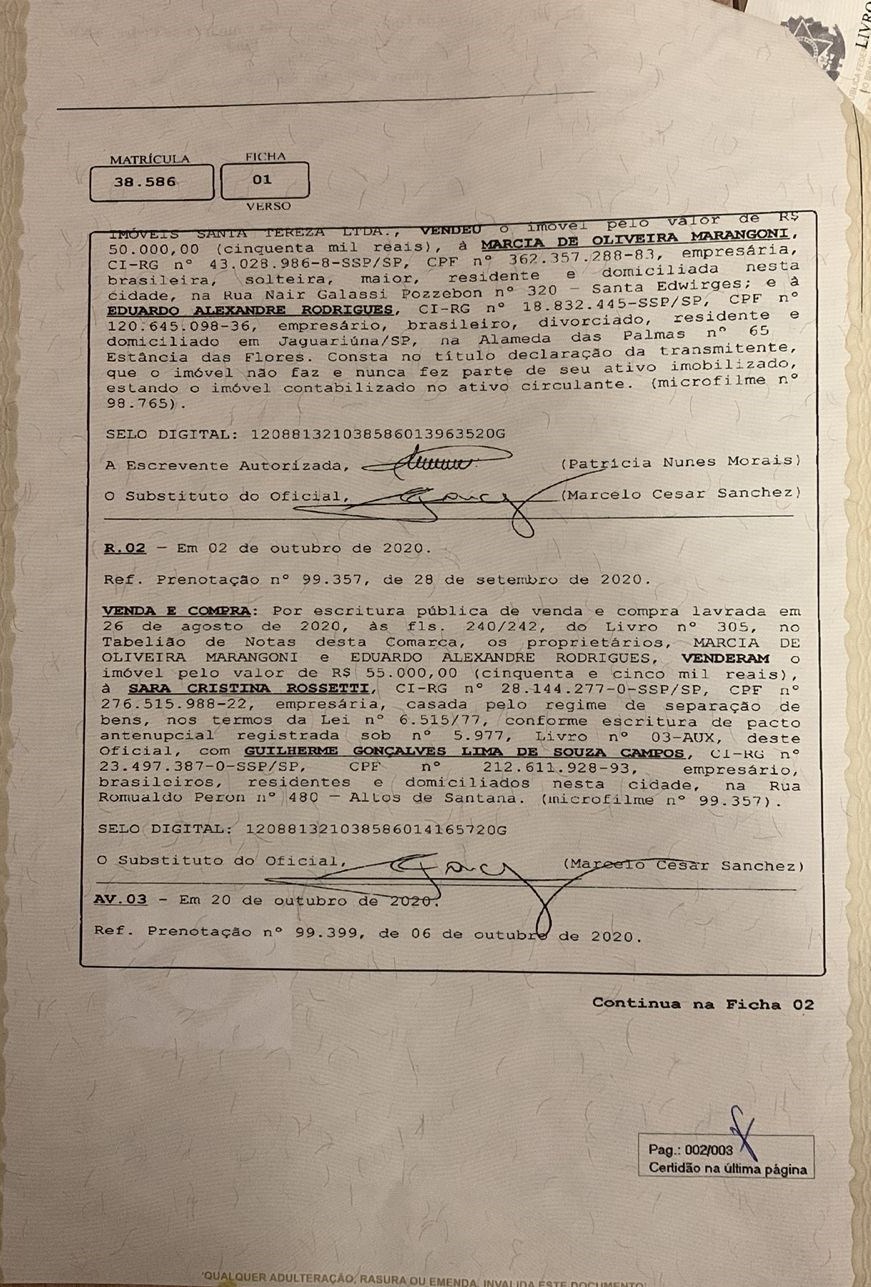 LIVRO
MATRÍCULA
FICHA
38.586
01
VERSO
IMÓVEIS SANTA TEREZA LTDA., VENDEU o imóvel pelo valor de R$
50.000,00 (cinquenta mil reais), à MARCIA DE OLIVEIRA MARANGONI,
CI-RG nº 43.028.986-8-SSP/SP, CPF nº 362.357.288-83, empresária,
brasileira, solteira, maior, residente e domiciliada nesta
cidade, na Rua Nair Galassi Pozzebon nº 320 – Santa Edwirges; e à
EDUARDO ALEXANDRE RODRIGUES, CI-RG nº 18.832.445-SSP/SP, CPF nº
120.645.098-36, empresário, brasileiro, divorciado, residente e
domiciliado em Jaguariúna/SP, na Alameda das Palmas nº 65
Estância das Flores. Consta no título declaração da transmitente,
que o imóvel não faz e nunca fez parte de seu ativo imobilizado,
estando o imóvel contabilizado no ativo circulante. (microfilme nº
98.765).
SELO DIGITAL: 120881321038586013963520G
A Escrevente Autorizada, (Patrícia Nunes Morais)
O Substituto do Oficial, (Marcelo Cesar Sanchez)
R.02 – Em 02 de outubro de 2020.
Ref. Prenotação nº 99.357, de 28 de setembro de 2020.
VENDA E COMPRA: Por escritura pública de venda e compra lavrada em
26 de agosto de 2020, às fls. 240/242, do Livro nº 305, no
Tabelião de Notas desta Comarca, os proprietários, MARCIA DE
OLIVEIRA MARANGONI e EDUARDO ALEXANDRE RODRIGUES, VENDERAM o
imóvel pelo valor de R$ 55.000,00 (cinquenta e cinco mil reais),
à SARA CRISTINA ROSSETTI, CI-RG nº 28.144.277-0-SSP/SP, CPF nº
276.515.988-22, empresária, casada pelo regime de separação de
bens, nos termos da Lei nº 6.515/77, conforme escritura de pacto
antenupcial registrada sob nº 5.977, Livro nº 03-AUX, deste
Oficial, com GUILHERME GONÇALVES LIMA DE SOUZA CAMPOS, CI-RG nº
23.497.387-0-SSP/SP, CPF nº 212.611.928-93, empresário,
brasileiros, residentes e domiciliados nesta cidade, na Rua
Romualdo Peron nº 480 – Altos de Santana. (microfilme nº 99.357).
SELO DIGITAL: 120881321038586014165720G
O Substituto do Oficial, (Marcelo Cesar Sanchez)
AV.03 - Em 20 de outubro de 2020.
Ref. Prenotação nº 99.399, de 06 de outubro de 2020.
Continua na Ficha 02
Pag.: 002/003
Certidão na última página
"QUALQUER ADULTERAÇÃO, RASURA OU EMENDA, INVALIDA ESTE DOCUMENTO"